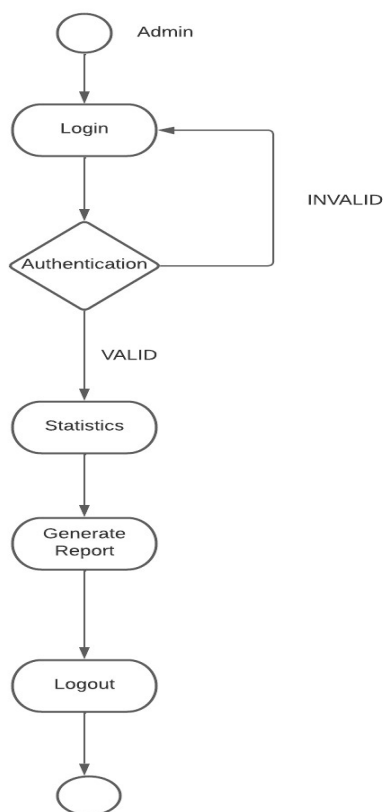 Admin
Login
INVALID
Authentication
VALID
Statistics
Generate
Report
Logout